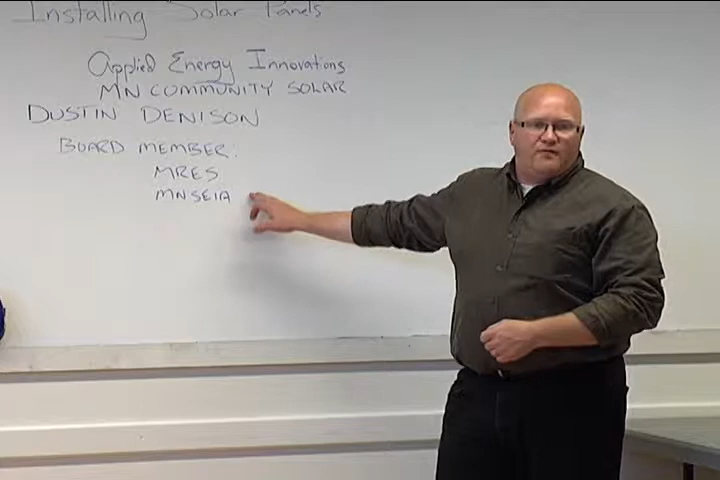 Installing Solar Panels
Applied Energy Innovations
MN COMMUNITY SOLAR
DUSTIN DENISON
BOARD MEMBER:
MRES
MNSEIA